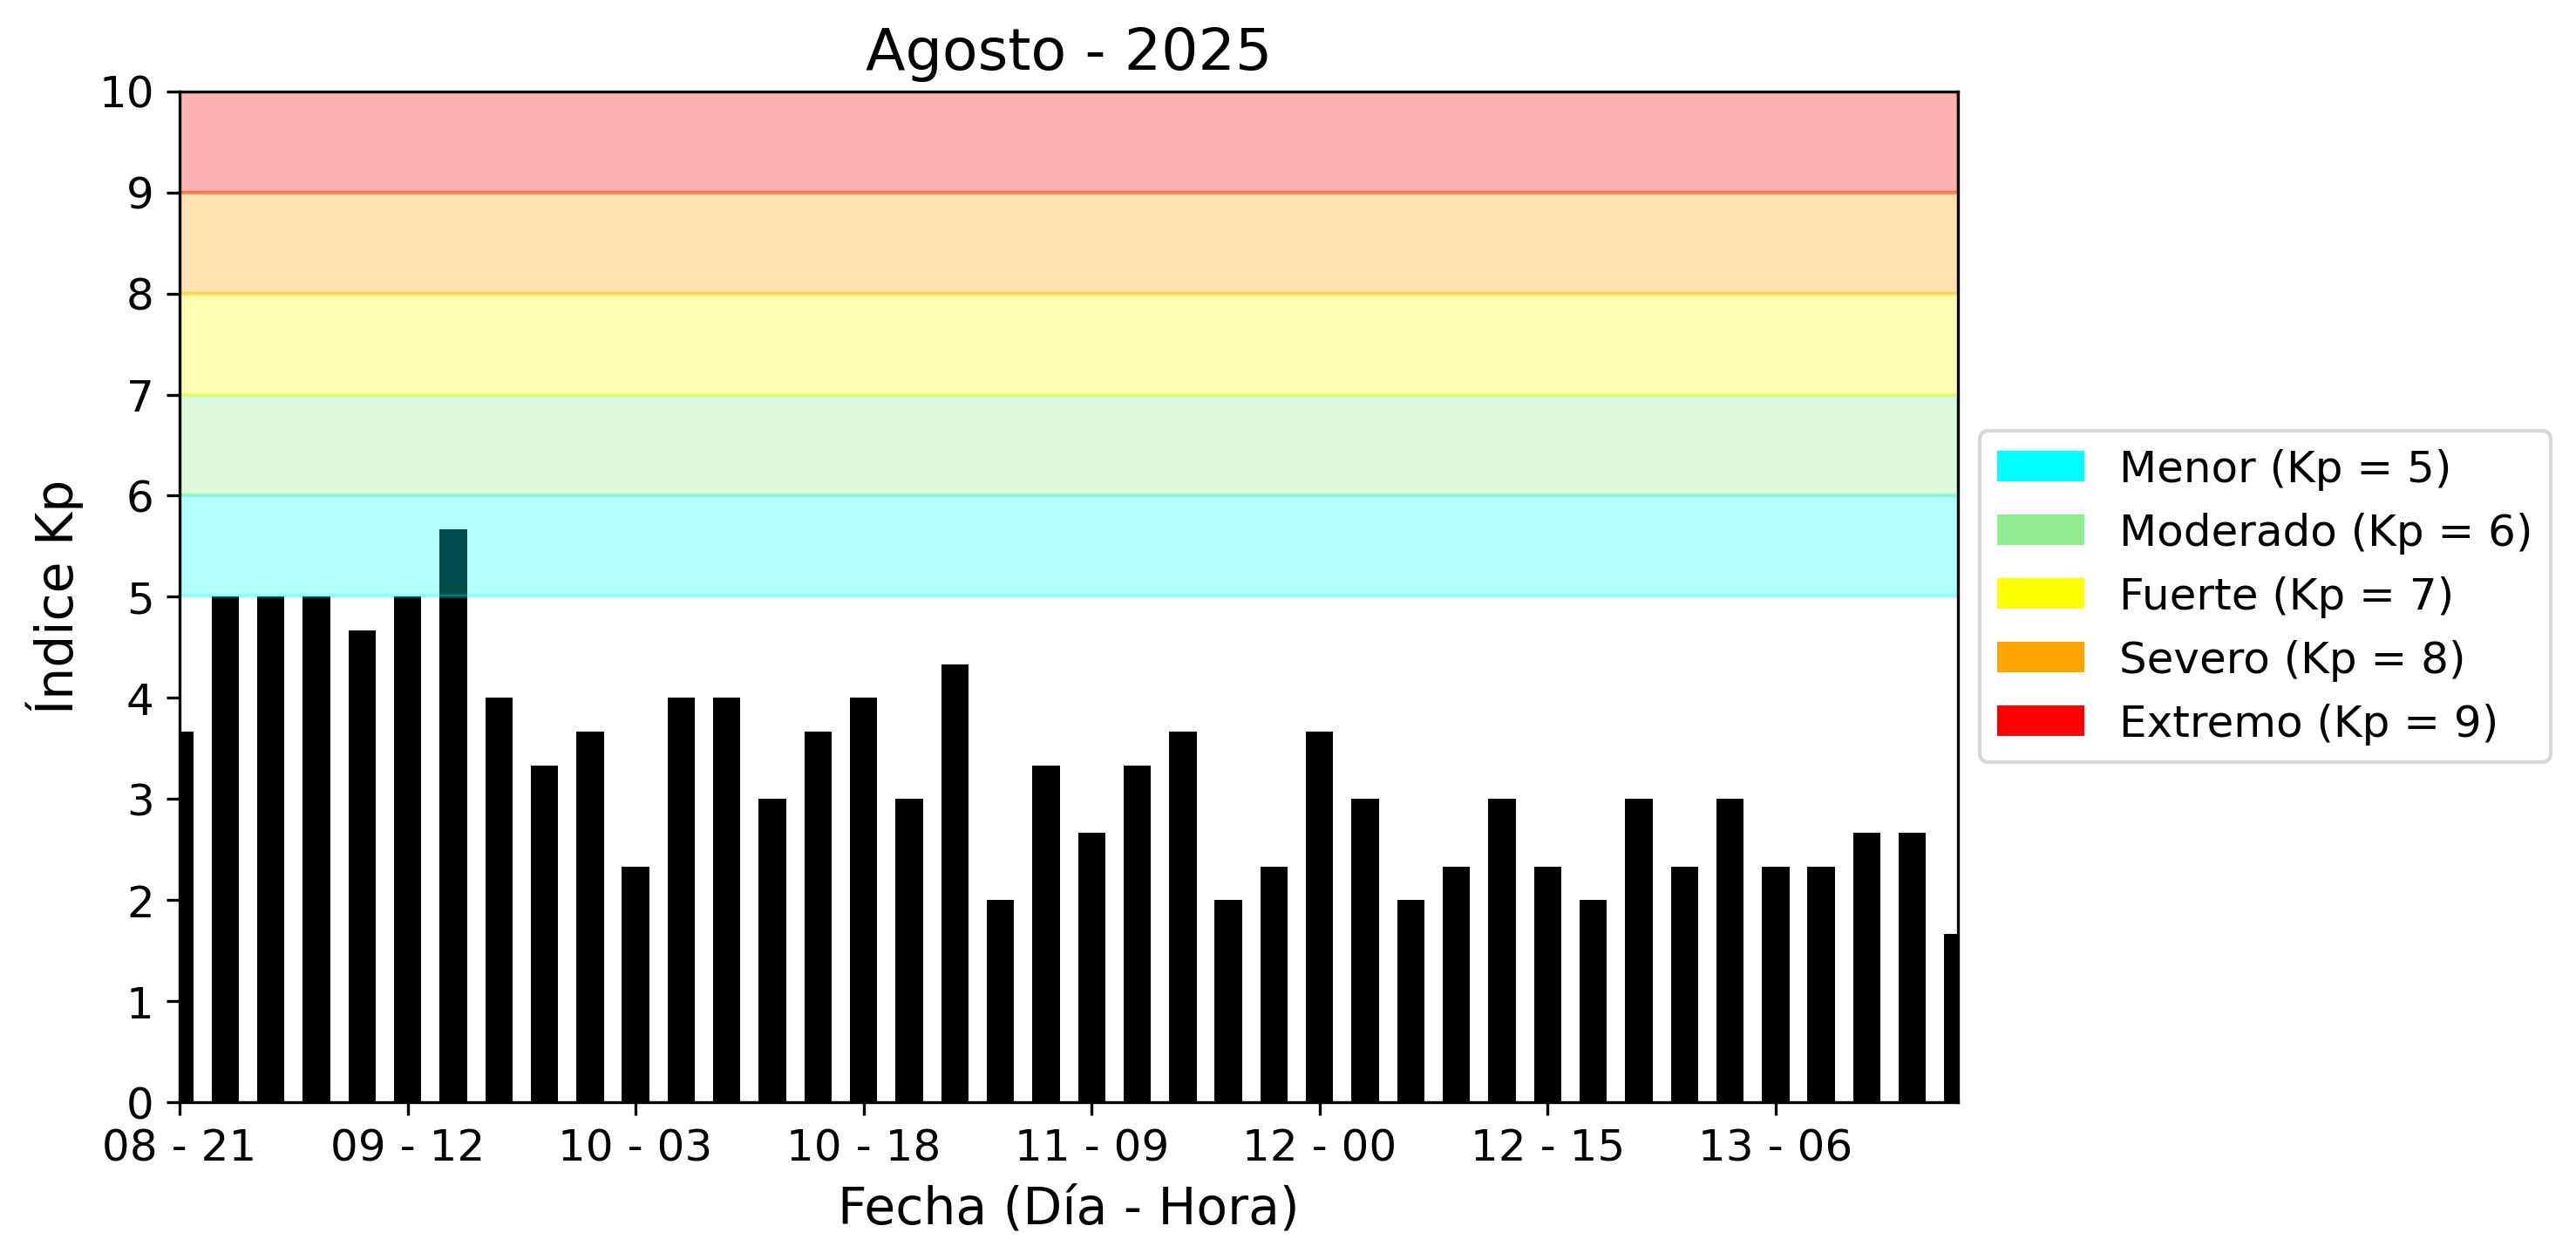 Agosto - 2025
Índice Kp
10
9
8
7
6
5
4
3
2
1
0
08 - 21
09 - 12
10 - 03
10 - 18
11 - 09
12 - 00
12 - 15
13 - 06
Fecha (Día - Hora)
Menor (Kp = 5)
Moderado (Kp = 6)
Fuerte (Kp = 7)
Severo (Kp = 8)
Extremo (Kp = 9)